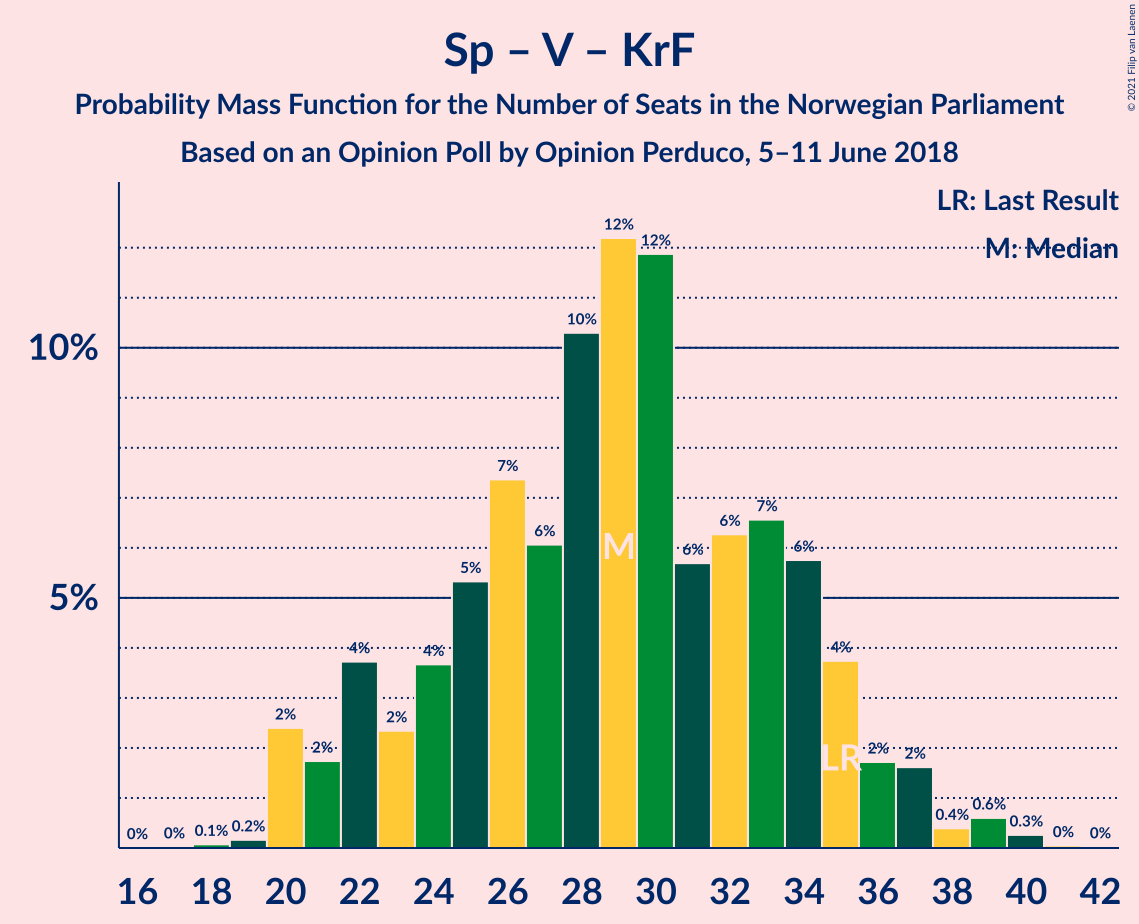 Sp – V – KrF
Probability Mass Function for the Number of Seats in the Norwegian Parliament
Based on an Opinion Poll by Opinion Perduco, 5–11 June 2018
© 2021 Filip van Laenen
LR: Last Result
M: Median
10%
5%
0% 0% 0.1% 0.2% 2% 2% 4% 2% 4% 5% 7% 6% 10% 12% 12% 6% 6% 7% 6% 4% 2% 2% 0.4% 0.6% 0.3% 0% 0%
M
LR
16 18 20 22 24 26 28 30 32 34 36 38 40 42